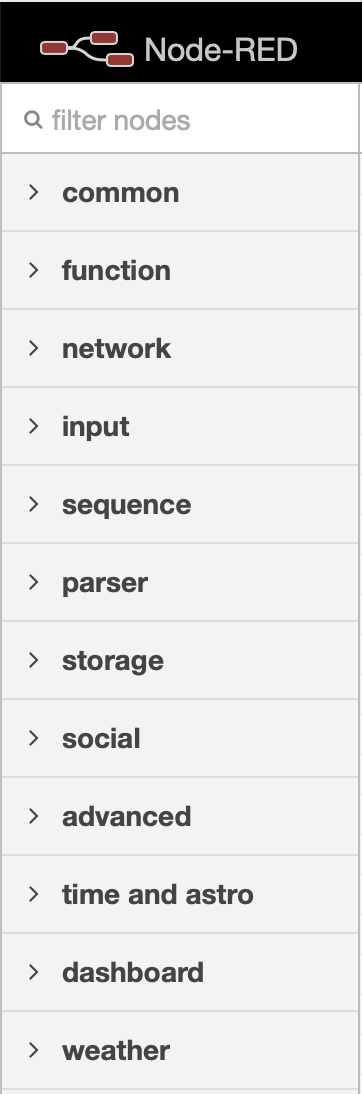 Node-RED
filter nodes
common
function
network
input
sequence
parser
storage
social
advanced
time and astro
dashboard
weather